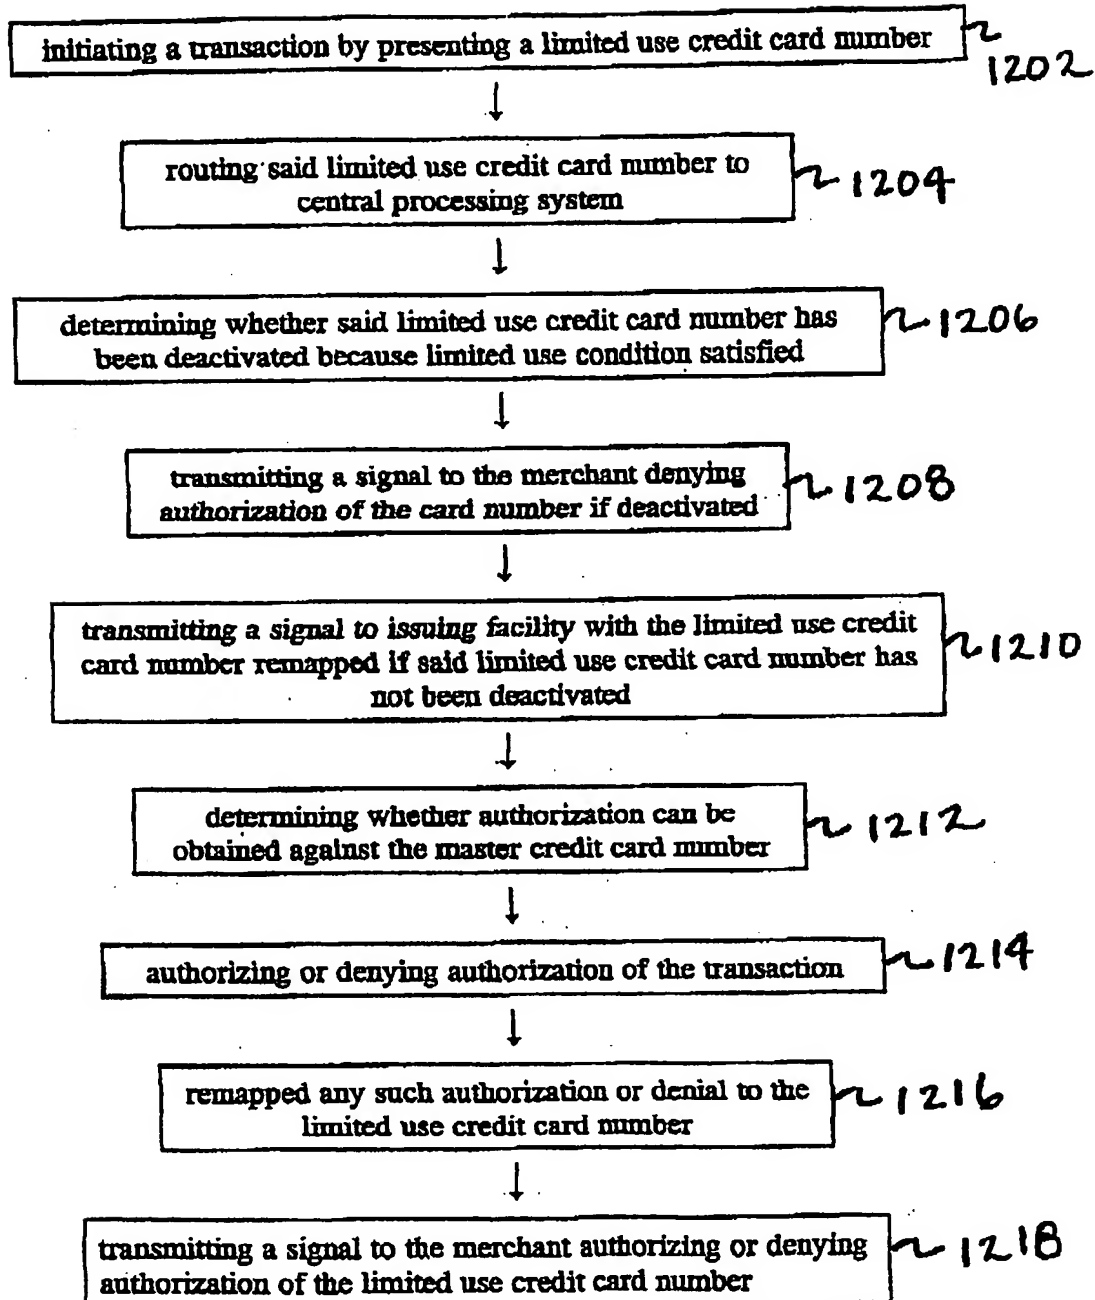 initiating a transaction by presenting a limited use credit card number
1202
routing said limited use credit card number to
central processing system
1204
determining whether said limited use credit card number has
been deactivated because limited use condition satisfied
1206
transmitting a signal to the merchant denying
authorization of the card number if deactivated
1208
transmitting a signal to issuing facility with the limited use credit
card number remapped if said limited use credit card number has
not been deactivated
1210
determining whether authorization can be
obtained against the master credit card number
1212
authorizing or denying authorization of the transaction
1214
remapped any such authorization or denial to the
limited use credit card number
1216
transmitting a signal to the merchant authorizing or denying
authorization of the limited use credit card number
1218